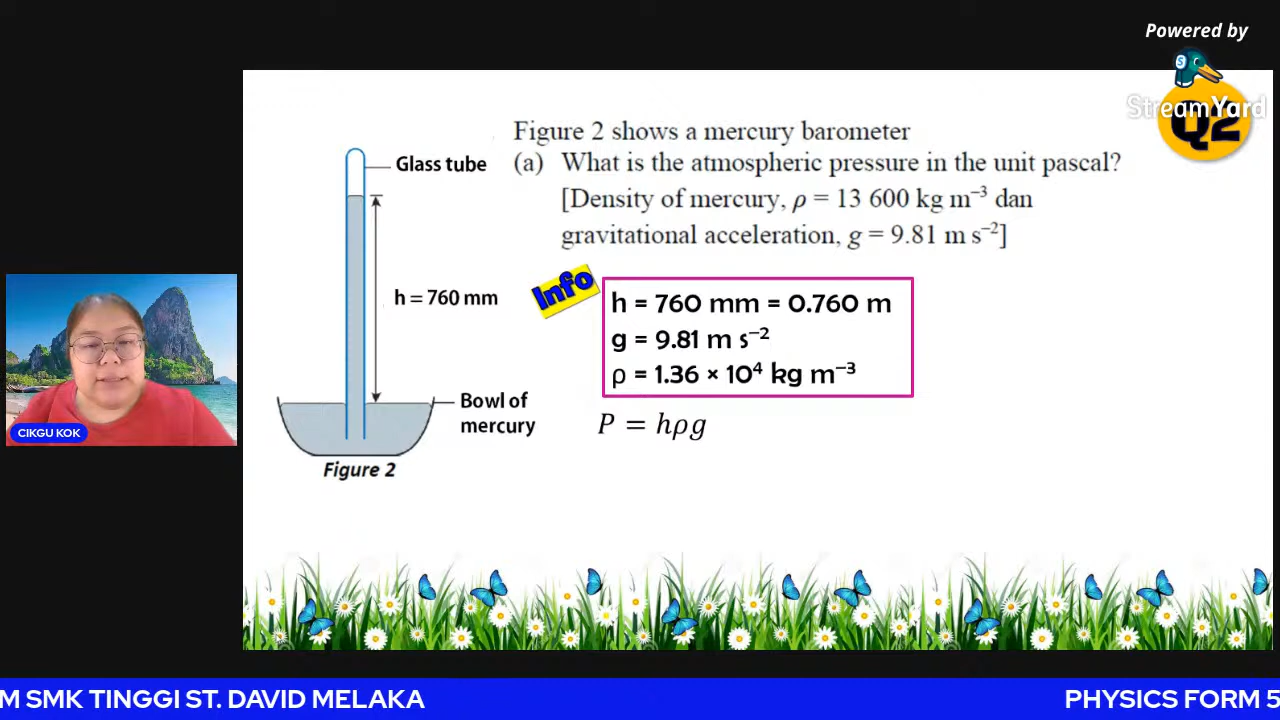 Powered by
StreamYard
Q2
Figure 2 shows a mercury barometer
(a) What is the atmospheric pressure in the unit pascal?
[Density of mercury, ρ = 13 600 kg m⁻³ dan
gravitational acceleration, g = 9.81 m s⁻²]
Glass tube
h = 760 mm
Bowl of
mercury
Figure 2
Info
h = 760 mm = 0.760 m
g = 9.81 m s⁻²
ρ = 1.36 × 10⁴ kg m⁻³
P = hρg
CIKGU KOK
M SMK TINGGI ST. DAVID MELAKA
PHYSICS FORM 5